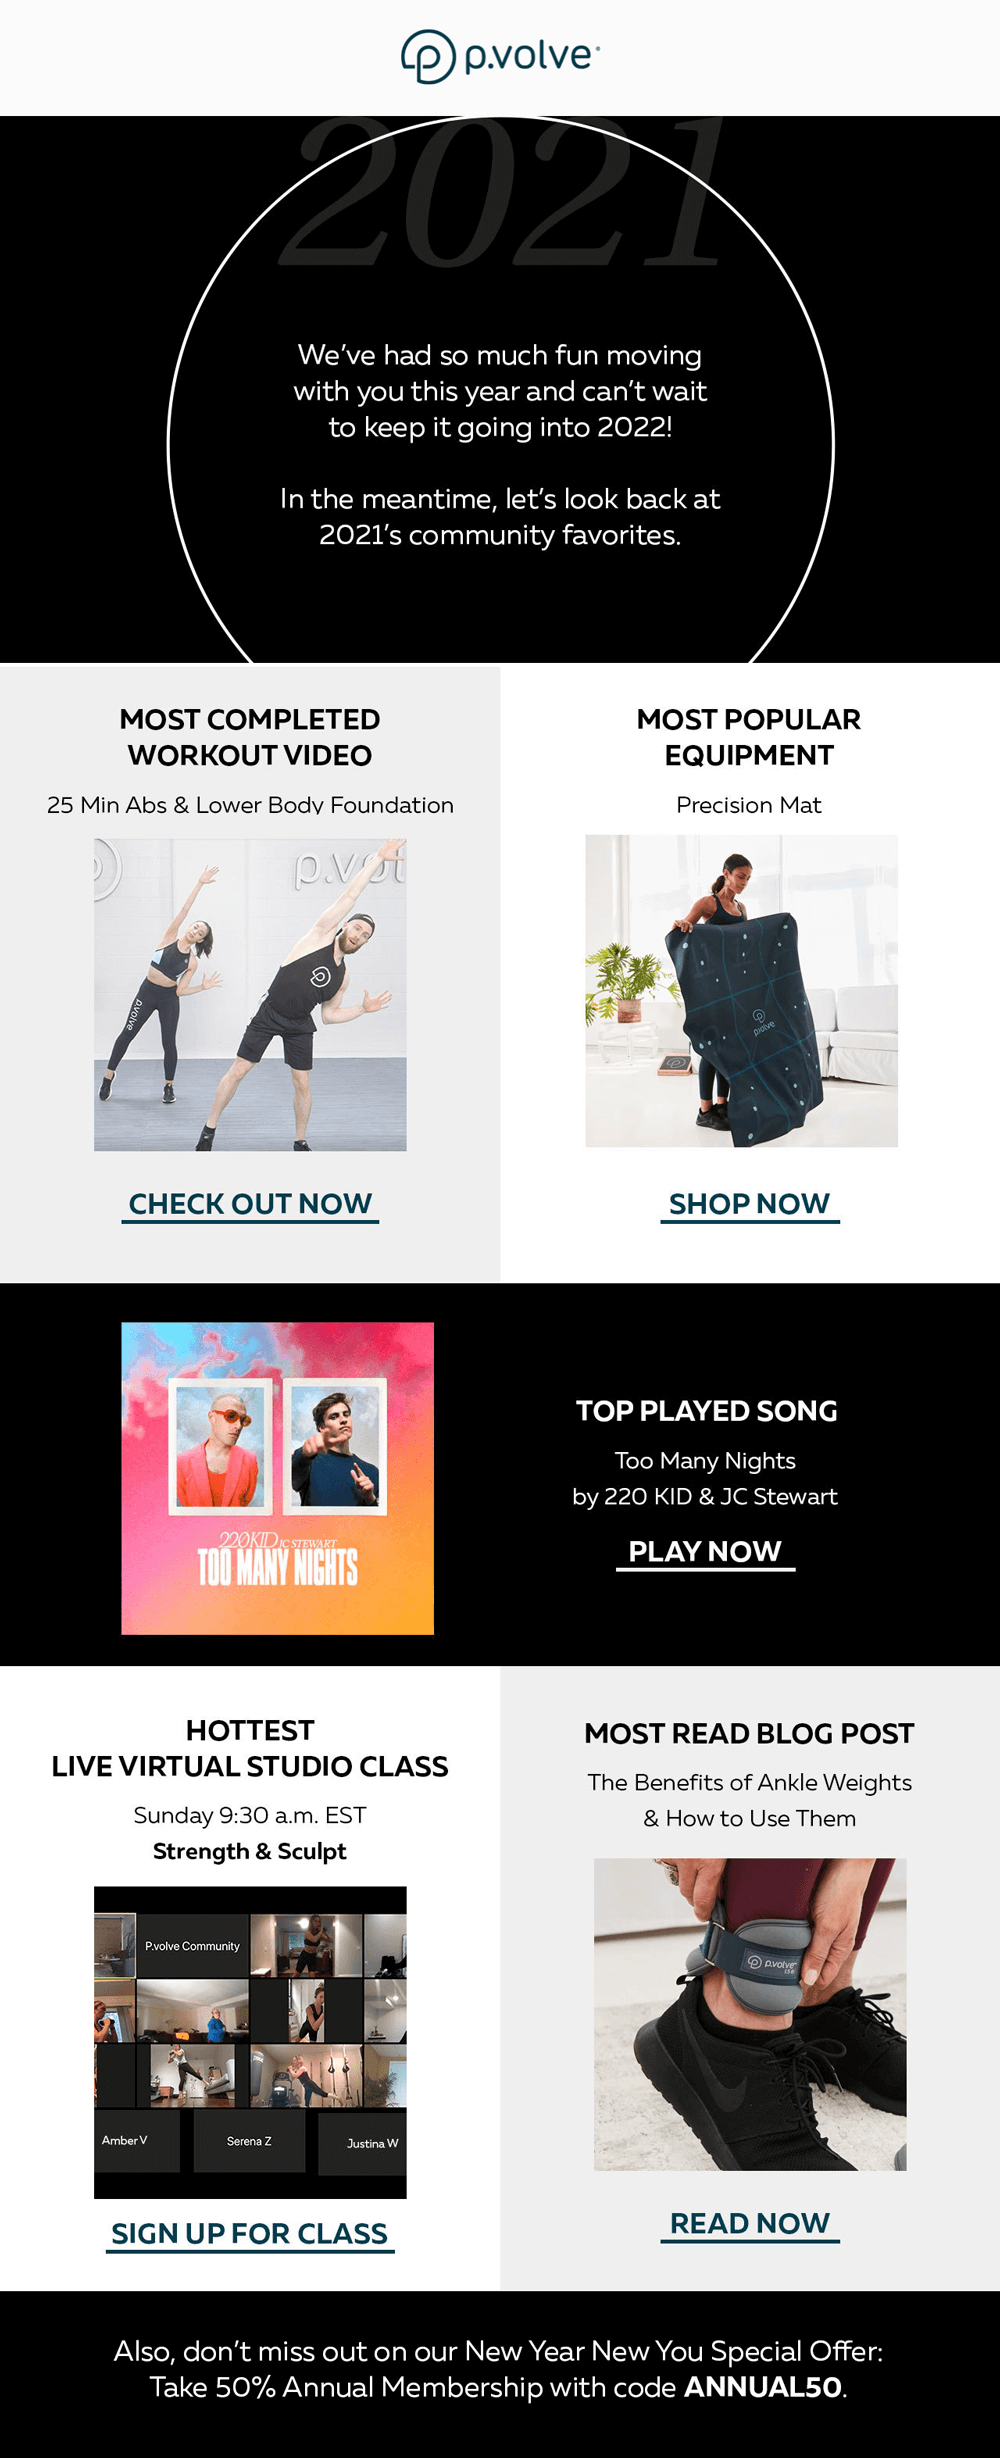 p.volve
2021
We've had so much fun moving
with you this year and can't wait
to keep it going into 2022!
In the meantime, let's look back at
2021's community favorites.
MOST COMPLETED
WORKOUT VIDEO
25 Min Abs & Lower Body Foundation
p.vol
p.volve
CHECK OUT NOW
MOST POPULAR
EQUIPMENT
Precision Mat
p.volve
SHOP NOW
220 KID JC STEWART
TOO MANY NIGHTS
TOP PLAYED SONG
Too Many Nights
by 220 KID & JC Stewart
PLAY NOW
HOTTEST
LIVE VIRTUAL STUDIO CLASS
Sunday 9:30 a.m. EST
Strength & Sculpt
P.volve Community
Amber V
Serena Z
Justina W
SIGN UP FOR CLASS
MOST READ BLOG POST
The Benefits of Ankle Weights
& How to Use Them
p.volve
READ NOW
Also, don't miss out on our New Year New You Special Offer:
Take 50% Annual Membership with code ANNUAL50.